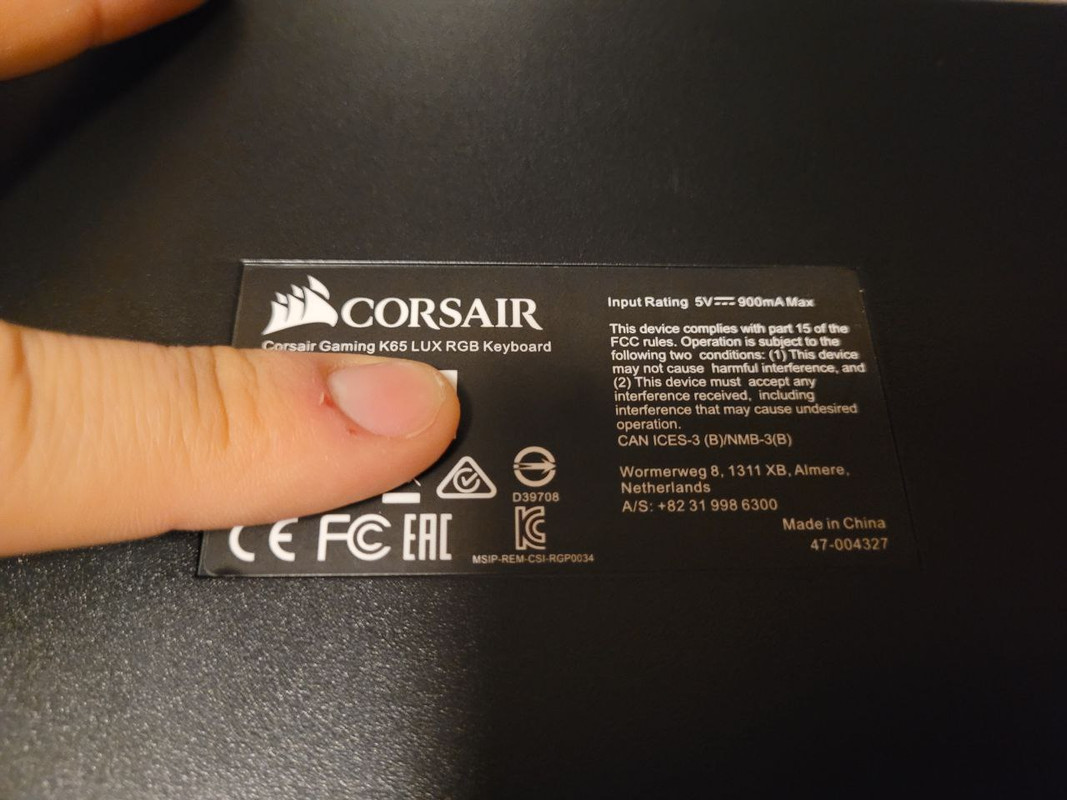 CORSAIR
Corsair Gaming K65 LUX RGB Keyboard
D39708
CE FC EAC
MSIP-REM-CSI-RGP0034
Input Rating 5V⎓900mA Max
This device complies with part 15 of the
FCC rules. Operation is subject to the
following two conditions: (1) This device
may not cause harmful interference, and
(2) This device must accept any
interference received, including
interference that may cause undesired
operation.
CAN ICES-3 (B)/NMB-3(B)
Wormerweg 8, 1311 XB, Almere,
Netherlands
A/S: +82 31 998 6300
Made in China
47-004327